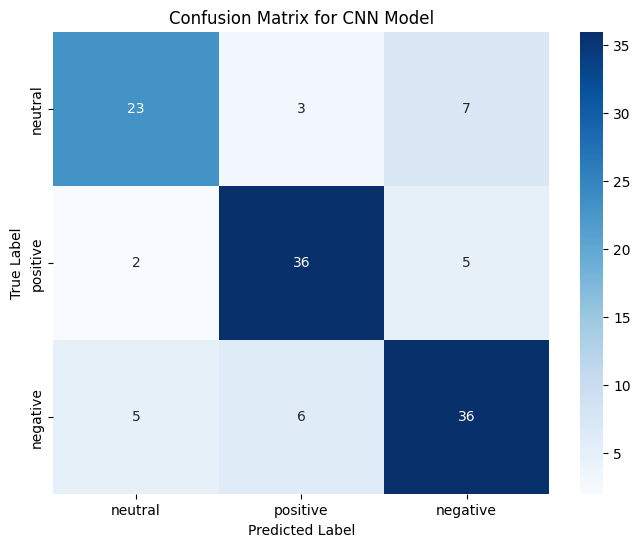 Confusion Matrix for CNN Model
True Label
neutral
23
3
7
positive
2
36
5
negative
5
6
36
neutral
positive
negative
Predicted Label
35
30
25
20
15
10
5